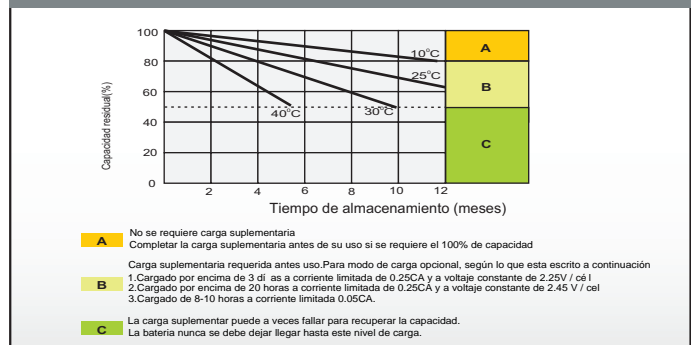 Capacidad residual(%)
100
80
60
40
20
0
10°C
25°C
30°C
40°C
A
B
C
2 4 6 8 10 12
Tiempo de almacenamiento (meses)
A
No se requiere carga suplementaria
Completar la carga suplementaria antes de su uso si se requiere el 100% de capacidad
B
Carga suplementaria requerida antes uso.Para modo de carga opcional, según lo que esta escrito a continuación
1.Cargado por encima de 3 dí as a corriente limitada de 0.25CA y a voltaje constante de 2.25V / cé l
2.Cargado por encima de 20 horas a corriente limitada de 0.25CA y a voltaje constante de 2.45 V / cel
3.Cargado de 8-10 horas a corriente limitada 0.05CA.
C
La carga suplementar puede a veces fallar para recuperar la capacidad.
La bateria nunca se debe dejar llegar hasta este nivel de carga.